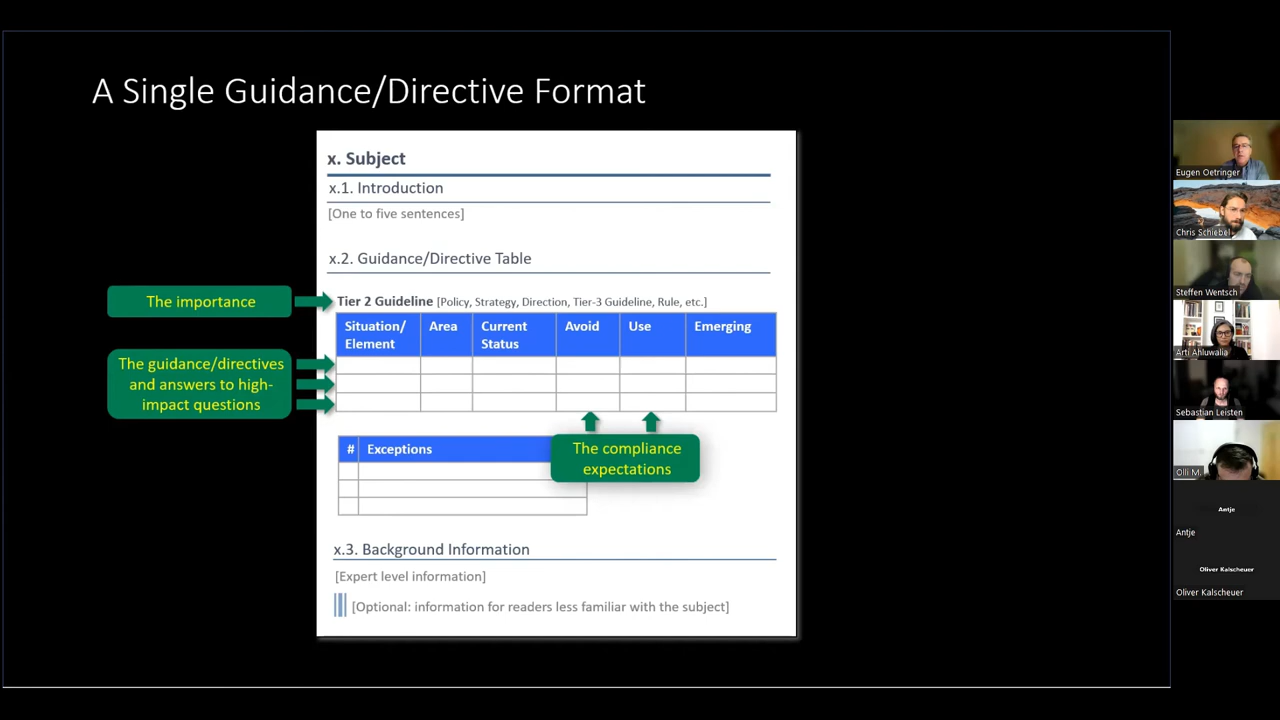 A Single Guidance/Directive Format
x. Subject
x.1. Introduction
[One to five sentences]
x.2. Guidance/Directive Table
The importance
Tier 2 Guideline [Policy, Strategy, Direction, Tier-3 Guideline, Rule, etc.]
Situation/
Element
Area
Current
Status
Avoid
Use
Emerging
The guidance/directives
and answers to high-
impact questions
# Exceptions
The compliance
expectations
x.3. Background Information
[Expert level information]
[Optional: information for readers less familiar with the subject]
Eugen Oetringer
Chris Schiebel
Steffen Wentsch
Arti Ahluwalia
Sebastian Leisten
Olli M.
Antje
Antje
Oliver Kalscheuer
Oliver Kalscheuer